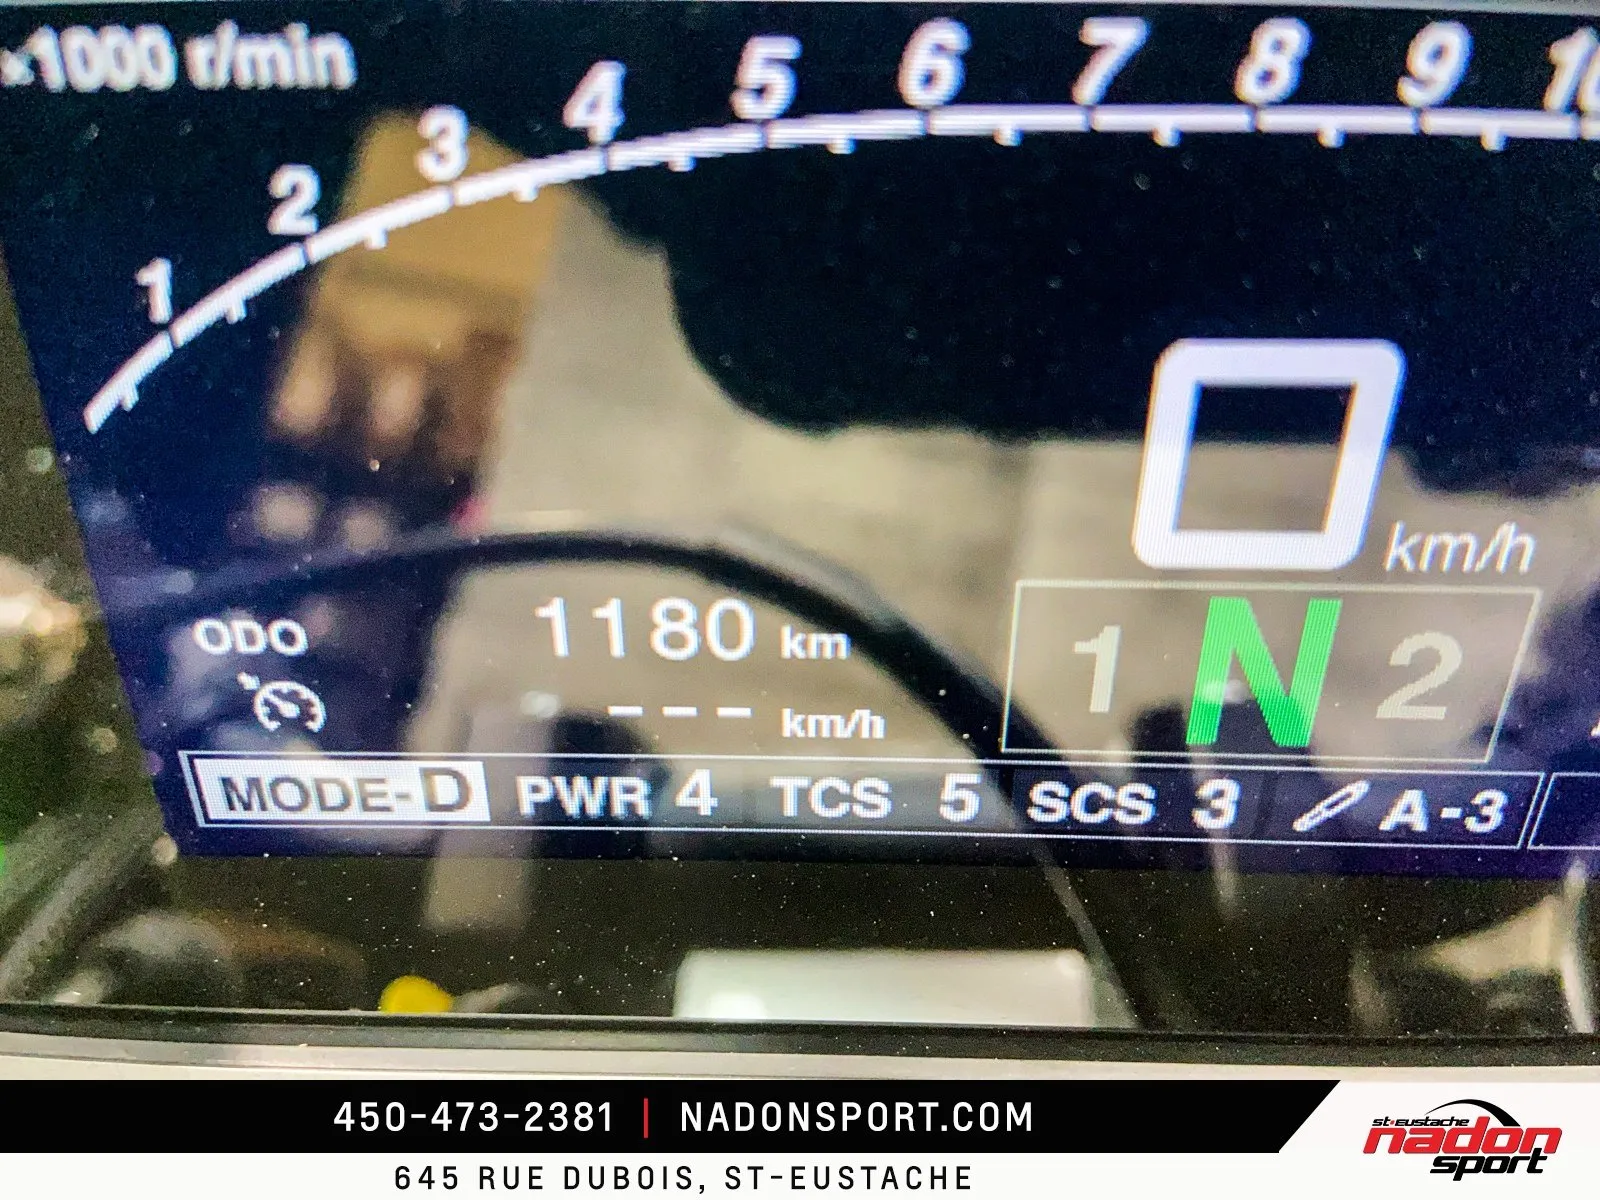 ×1000 r/min
1 2 3 4 5 6 7 8 9 10
0 km/h
ODO 1180 km
--- km/h
1 N 2
MODE-D PWR 4 TCS 5 SCS 3 A-3
450-473-2381 | NADONSPORT.COM
645 RUE DUBOIS, ST-EUSTACHE
st-eustache
nadon
sport